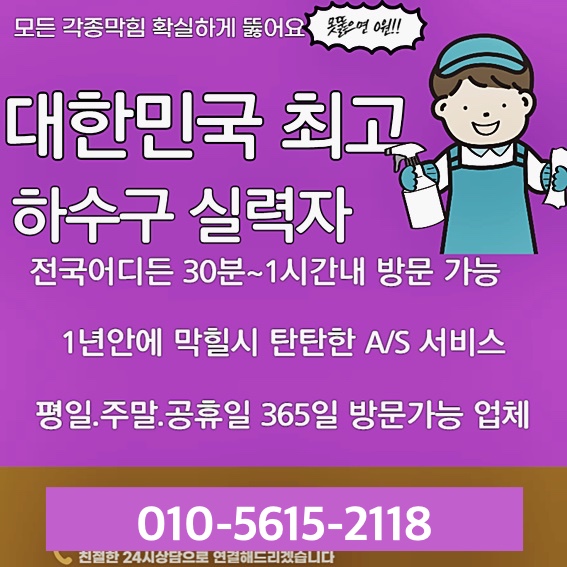 모든 각종막힘 확실하게 뚫어요
못뚫으면 0원!!
대한민국 최고
하수구 실력자
전국어디든 30분~1시간내 방문 가능
1년안에 막힐시 탄탄한 A/S 서비스
평일.주말.공휴일 365일 방문가능 업체
010-5615-2118
친절한 24시상담으로 연결해드리겠습니다